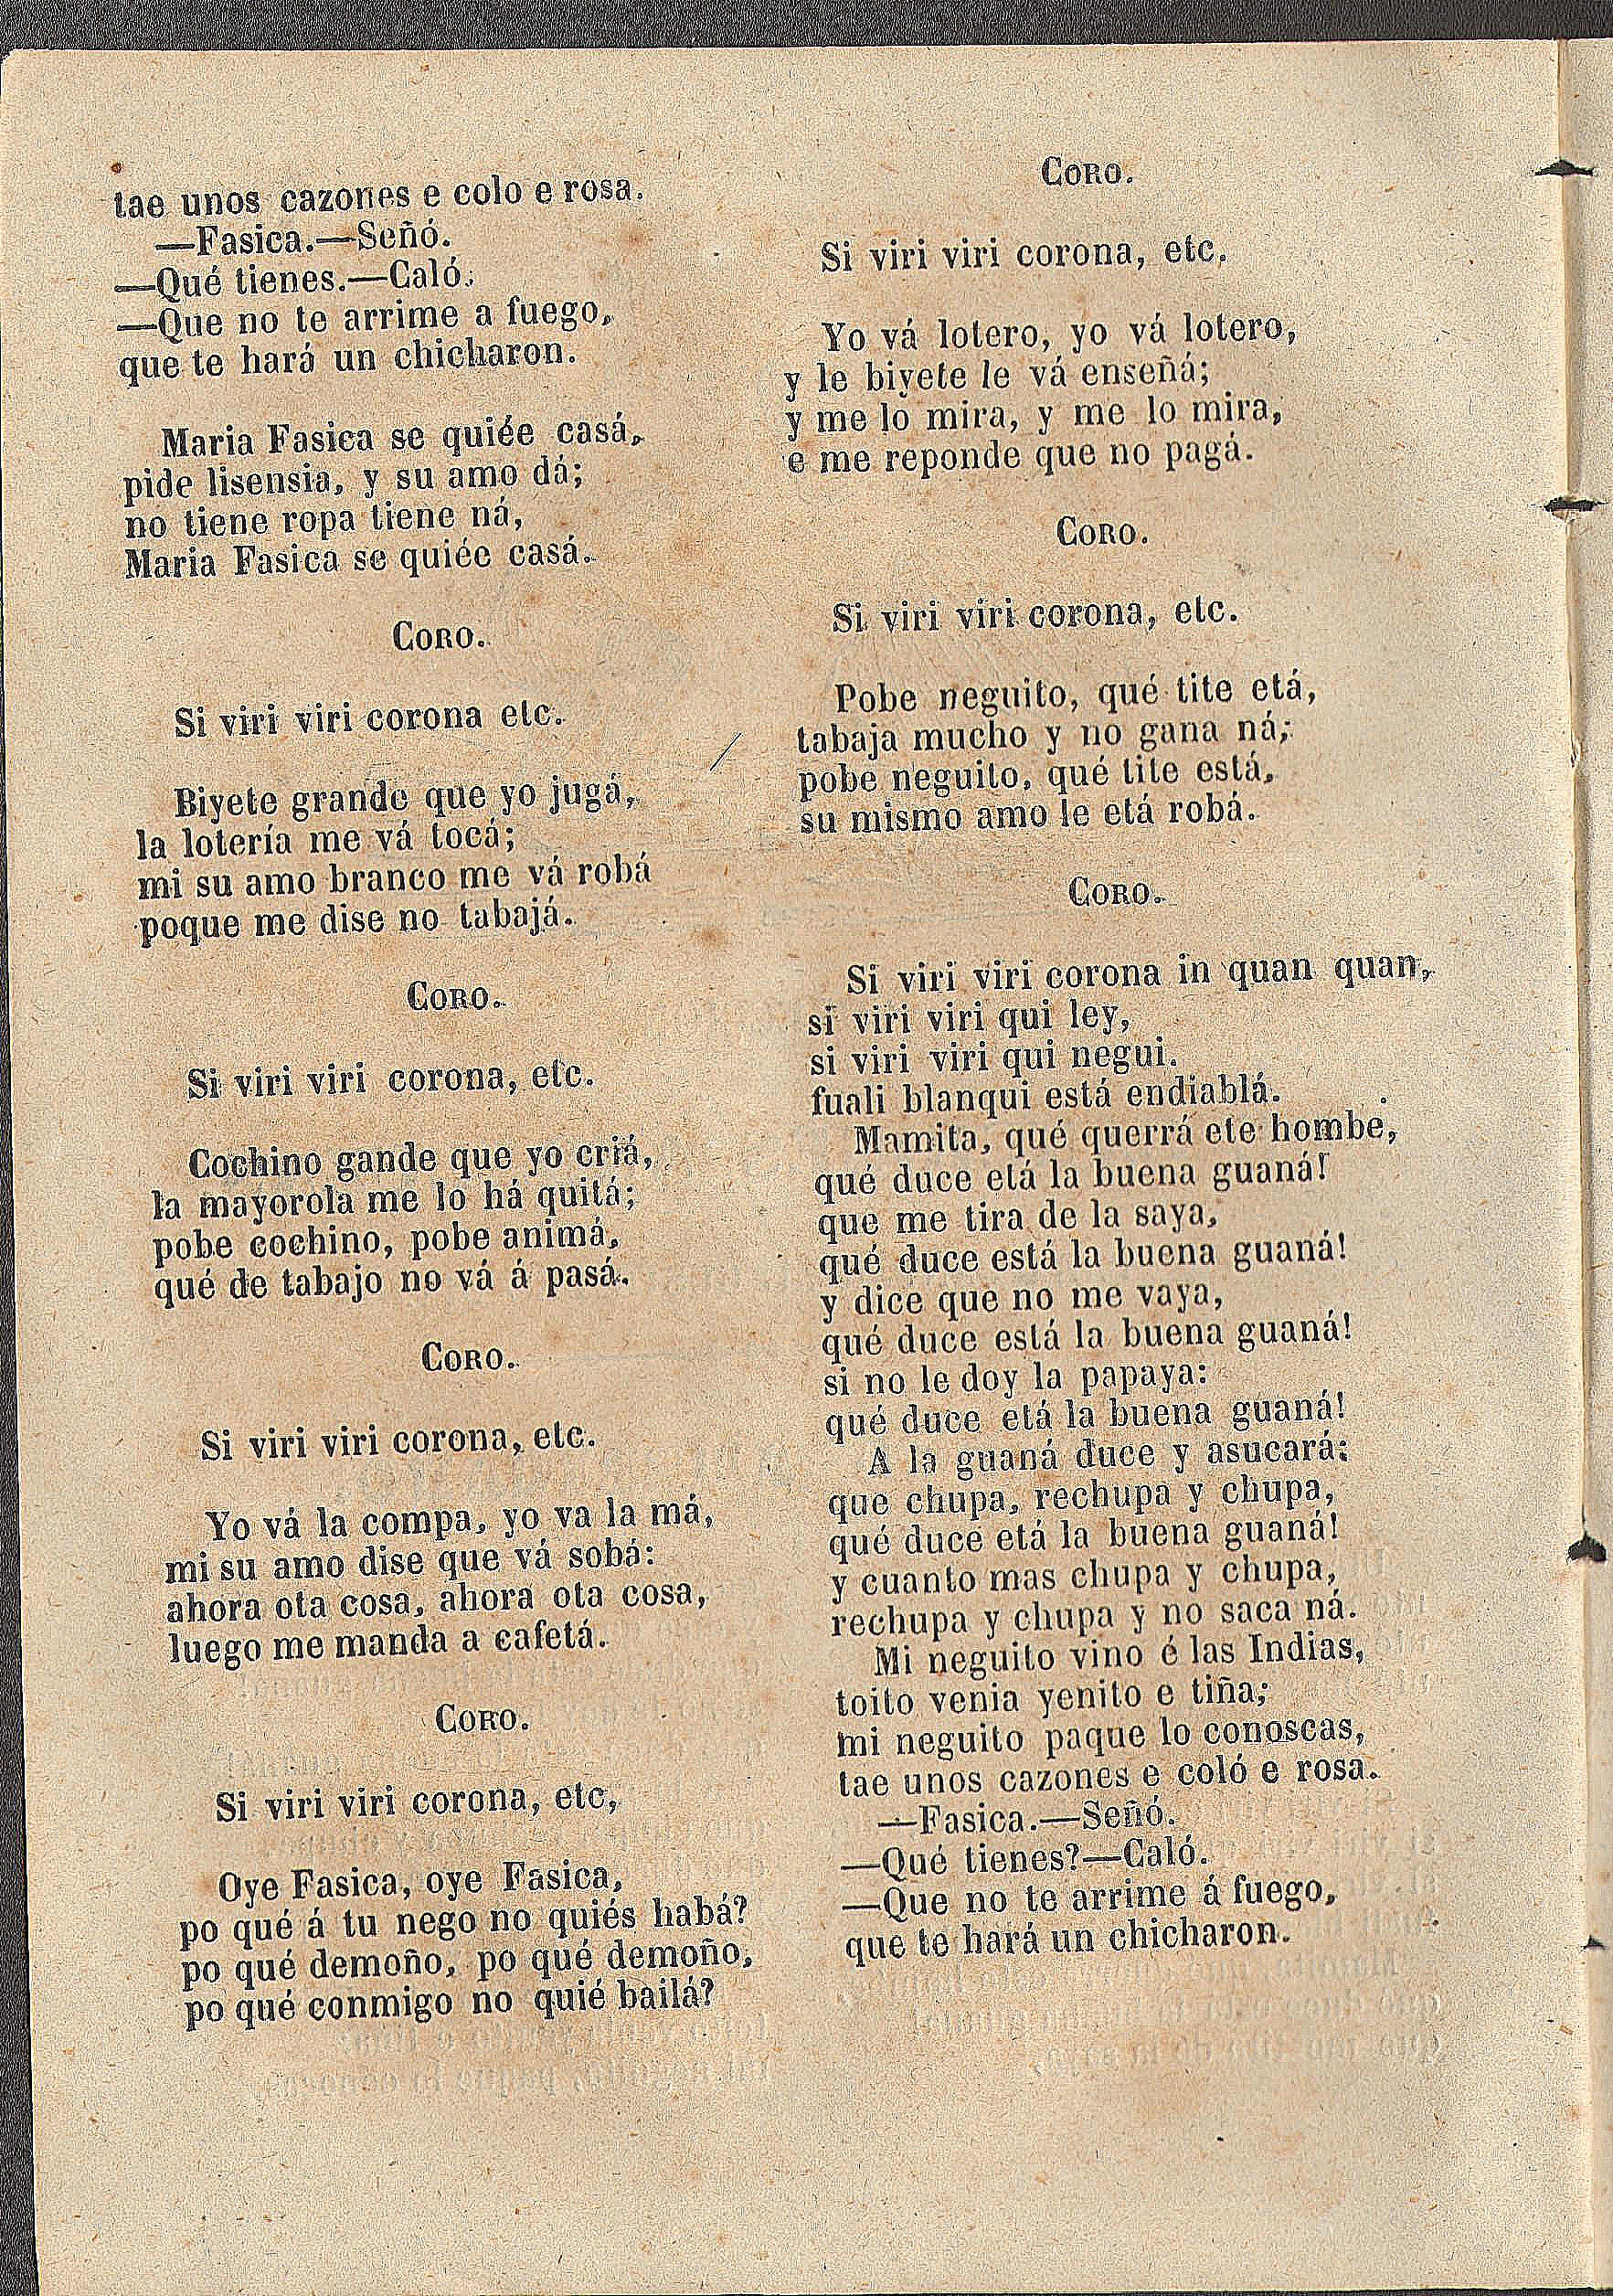 tae unos cazones e colo e rosa.
—Fasica.—Señó.
—Qué tienes.—Caló.
—Que no te arrime a fuego,
que te hará un chicharon.
Maria Fasica se quiée casá,
pide lisensia, y su amo dá;
no tiene ropa tiene ná,
Maria Fasica se quiée casá.
CORO.
Si viri viri corona etc.
Biyete grande que yo jugá,
la lotería me vá tocá;
mi su amo branco me vá robá
poque me dise no tabajá.
CORO.
Si viri viri corona, etc.
Cochino gande que yo criá,
la mayorola me lo há quitá;
pobe cochino, pobe animá,
qué de tabajo no vá á pasá.
CORO.
Si viri viri corona, etc.
Yo vá la compa, yo va la má,
mi su amo dise que vá sobá:
ahora ota cosa, ahora ota cosa,
luego me manda a cafetá.
CORO.
Si viri viri corona, etc,
Oye Fasica, oye Fasica,
po qué á tu nego no quiés habá?
po qué demoño, po qué demoño,
po qué conmigo no quié bailá?
CORO.
Si viri viri corona, etc.
Yo vá lotero, yo vá lotero,
y le biyete le vá enseñá;
y me lo mira, y me lo mira,
e me reponde que no pagá.
CORO.
Si viri viri corona, etc.
Pobe neguito, qué tite etá,
tabaja mucho y no gana ná;
pobe neguito, qué tite está,
su mismo amo le etá robá.
CORO.
Si viri viri corona in quan quan,
si viri viri qui ley,
si viri viri qui negui.
fuali blanqui está endiablá.
Mamita, qué querrá ete hombe,
qué duce etá la buena guaná!
que me tira de la saya,
qué duce está la buena guaná!
y dice que no me vaya,
qué duce está la buena guaná!
si no le doy la papaya:
qué duce etá la buena guaná!
A la guaná duce y asucará:
que chupa, rechupa y chupa,
qué duce etá la buena guaná!
y cuanto mas chupa y chupa,
rechupa y chupa y no saca ná.
Mi neguito vino é las Indias,
toito venia yenito e tiña;
mi neguito paque lo conoscas,
tae unos cazones e coló e rosa.
—Fasica.—Señó.
—Qué tienes?—Caló.
—Que no te arrime á fuego,
que te hará un chicharon.